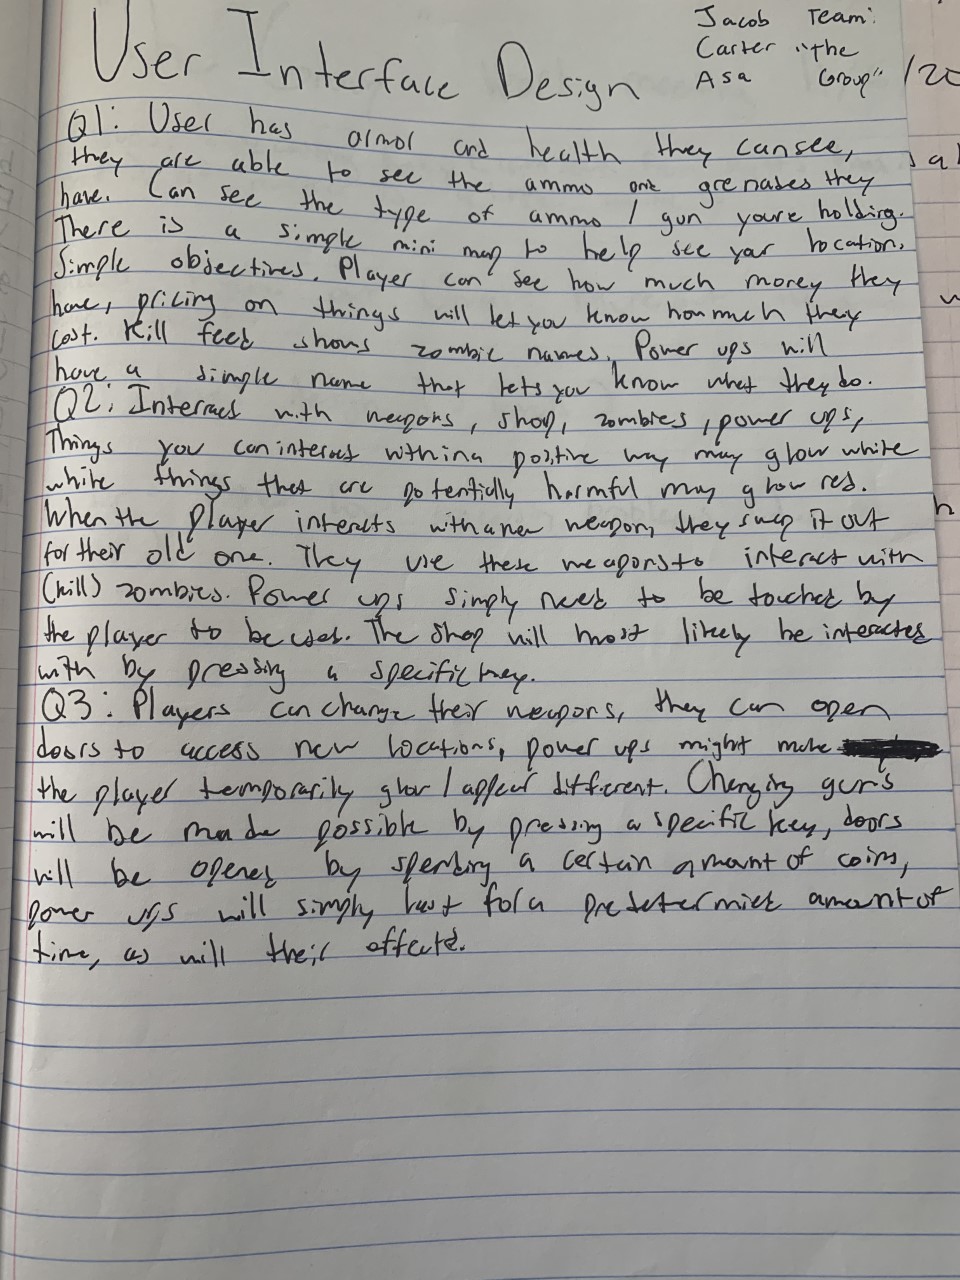 User Interface Design
Jacob Team:
Carter "the
Asa Group"
/20
Q1: User has armor and health they can see,
they are able to see the ammo and grenades they
have. Can see the type of ammo / gun youre holding.
There is a simple mini map to help see your location.
Simple objectives. Player can see how much money they
have, pricing on things will let you know how much they
cost. Kill feed shows zombie names. Power ups will
have a simple name that lets you know what they do.
Q2: Interact with weapons, shop, zombies, power ups,
Things you can interact with in a positive way may glow white
while things that are potentially harmful may glow red.
When the player interacts with a new weapon, they swap it out
for their old one. They use these weapons to interact with
(kill) zombies. Power ups simply need to be touched by
the player to be used. The shop will most likely be interacted
with by pressing a specific key.
Q3: Players can change their weapons, they can open
doors to access new locations, power ups might make
the player temporarily glow / appear different. Changing guns
will be made possible by pressing a specific key, doors
will be opened by spending a certain amount of coins,
power ups will simply last for a predetermied amount of
time, as will their effects.